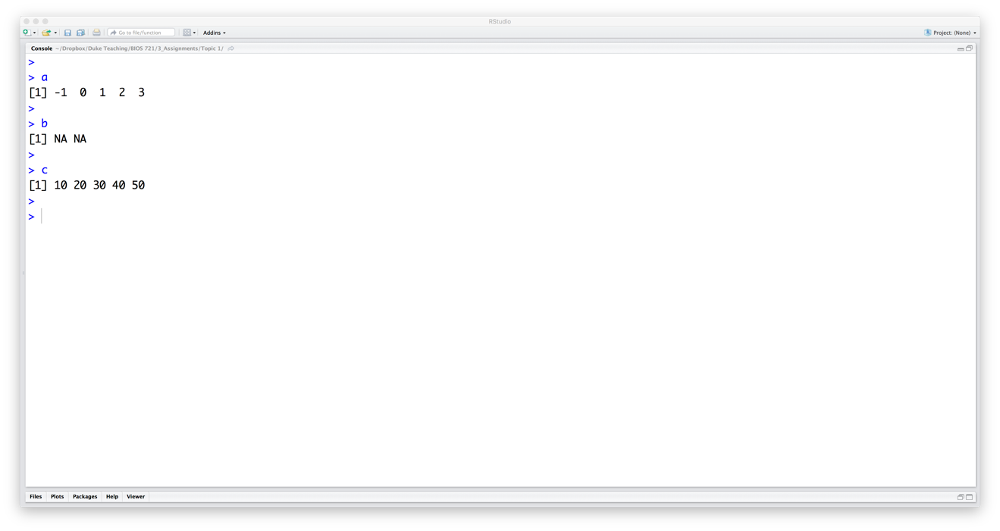 RStudio
Go to file/function Addins Project: (None)
Console ~/Dropbox/Duke Teaching/BIOS 721/3_Assignments/Topic 1/
>
> a
[1] -1  0  1  2  3
>
> b
[1] NA NA
>
> c
[1] 10 20 30 40 50
>
>
Files Plots Packages Help Viewer